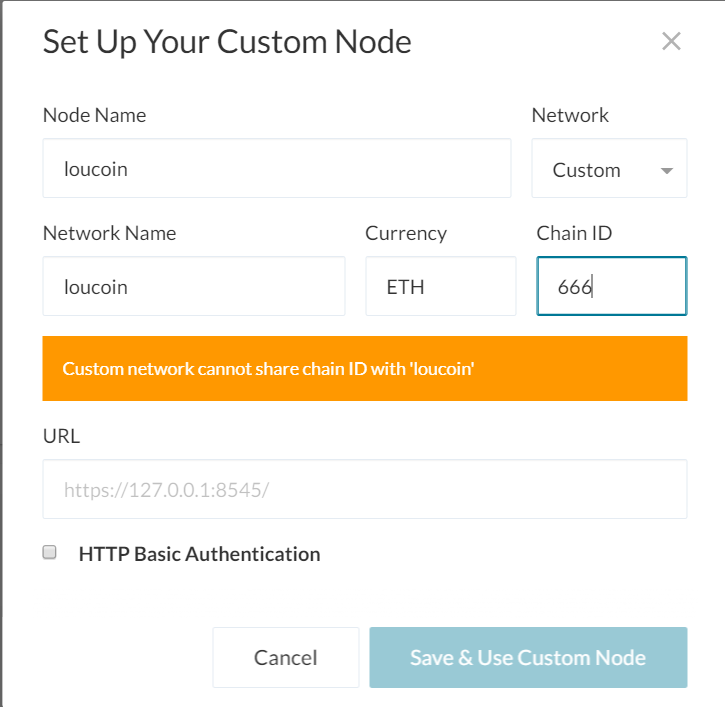 Set Up Your Custom Node
Node Name Network
loucoin Custom
Network Name Currency Chain ID
loucoin ETH 666
Custom network cannot share chain ID with 'loucoin'
URL
https://127.0.0.1:8545/
HTTP Basic Authentication
Cancel Save & Use Custom Node